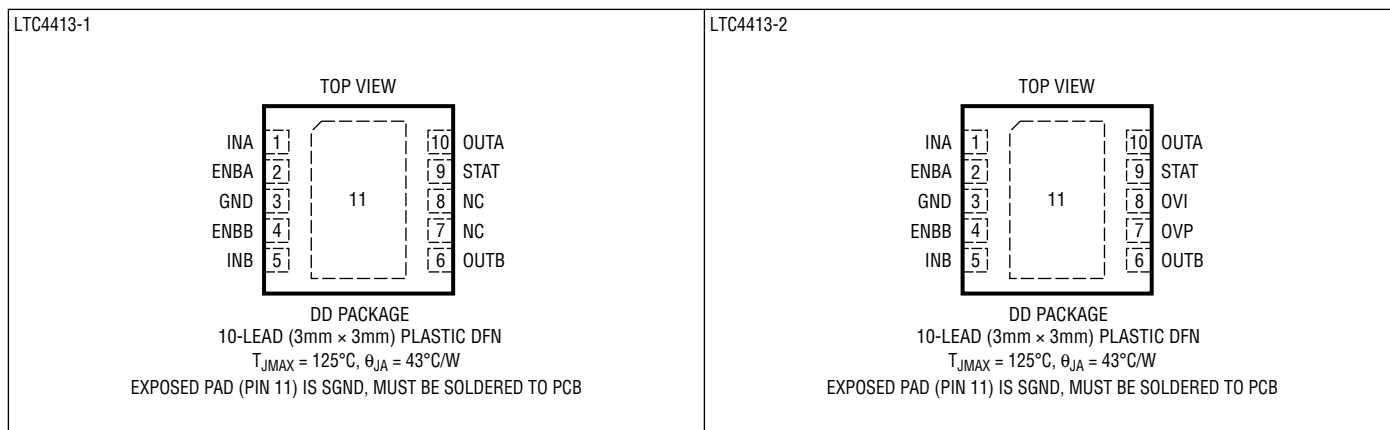 LTC4413-1
TOP VIEW
INA 1 10 OUTA
ENBA 2 9 STAT
GND 3 11 8 NC
ENBB 4 7 NC
INB 5 6 OUTB
DD PACKAGE
10-LEAD (3mm × 3mm) PLASTIC DFN
TJMAX = 125°C, θJA = 43°C/W
EXPOSED PAD (PIN 11) IS SGND, MUST BE SOLDERED TO PCB
LTC4413-2
TOP VIEW
INA 1 10 OUTA
ENBA 2 9 STAT
GND 3 11 8 OVI
ENBB 4 7 OVP
INB 5 6 OUTB
DD PACKAGE
10-LEAD (3mm × 3mm) PLASTIC DFN
TJMAX = 125°C, θJA = 43°C/W
EXPOSED PAD (PIN 11) IS SGND, MUST BE SOLDERED TO PCB